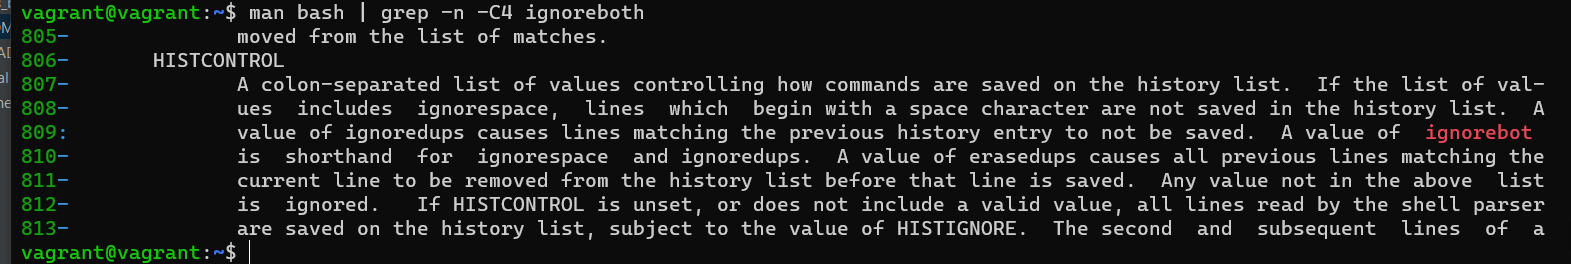 vagrant@vagrant:~$ man bash | grep -n -C4 ignoreboth
805-              moved from the list of matches.
806-       HISTCONTROL
807-              A colon-separated list of values controlling how commands are saved on the history list.  If the list of val-
808-              ues  includes  ignorespace,  lines  which  begin with a space character are not saved in the history list.  A
809:              value of ignoredups causes lines matching the previous history entry to not be saved.  A value of  ignorebot
810-              is  shorthand  for  ignorespace  and ignoredups.  A value of erasedups causes all previous lines matching the
811-              current line to be removed from the history list before that line is saved.  Any value not in the above  list
812-              is  ignored.   If HISTCONTROL is unset, or does not include a valid value, all lines read by the shell parser
813-              are saved on the history list, subject to the value of HISTIGNORE.  The second  and  subsequent  lines  of  a
vagrant@vagrant:~$